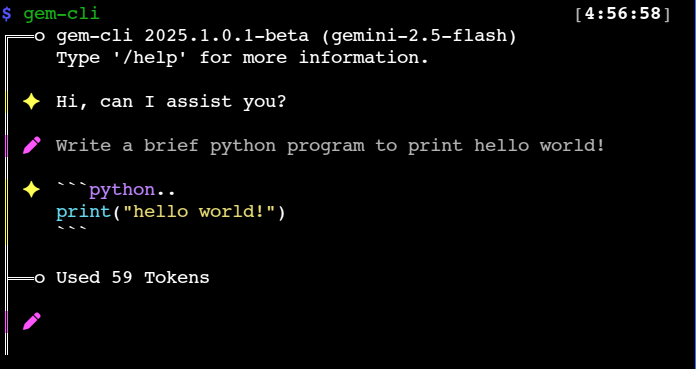 $ gem-cli [4:56:58]
gem-cli 2025.1.0.1-beta (gemini-2.5-flash)
Type '/help' for more information.
Hi, can I assist you?
Write a brief python program to print hello world!
```python..
print("hello world!")
```
Used 59 Tokens